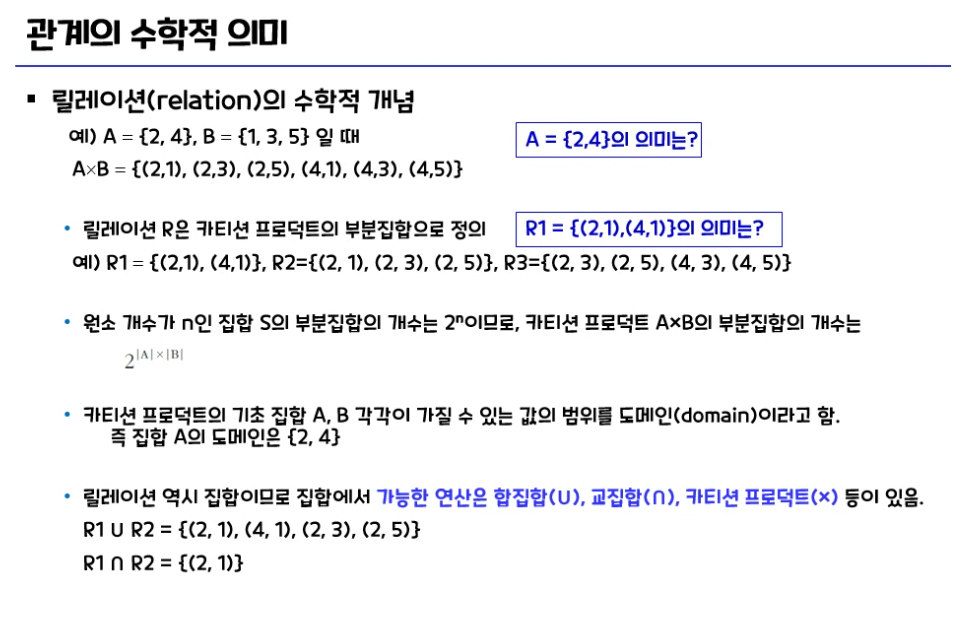 관계의 수학적 의미
▪ 릴레이션(relation)의 수학적 개념
예) A = {2, 4}, B = {1, 3, 5} 일 때
A = {2,4}의 의미는?
A×B = {(2,1), (2,3), (2,5), (4,1), (4,3), (4,5)}
• 릴레이션 R은 카티션 프로덕트의 부분집합으로 정의
R1 = {(2,1),(4,1)}의 의미는?
예) R1 = {(2,1), (4,1)}, R2={(2, 1), (2, 3), (2, 5)}, R3={(2, 3), (2, 5), (4, 3), (4, 5)}
• 원소 개수가 n인 집합 S의 부분집합의 개수는 2ⁿ이므로, 카티션 프로덕트 A×B의 부분집합의 개수는
2^|A|×|B|
• 카티션 프로덕트의 기초 집합 A, B 각각이 가질 수 있는 값의 범위를 도메인(domain)이라고 함.
즉 집합 A의 도메인은 {2, 4}
• 릴레이션 역시 집합이므로 집합에서 가능한 연산은 합집합(∪), 교집합(∩), 카티션 프로덕트(×) 등이 있음.
R1 ∪ R2 = {(2, 1), (4, 1), (2, 3), (2, 5)}
R1 ∩ R2 = {(2, 1)}